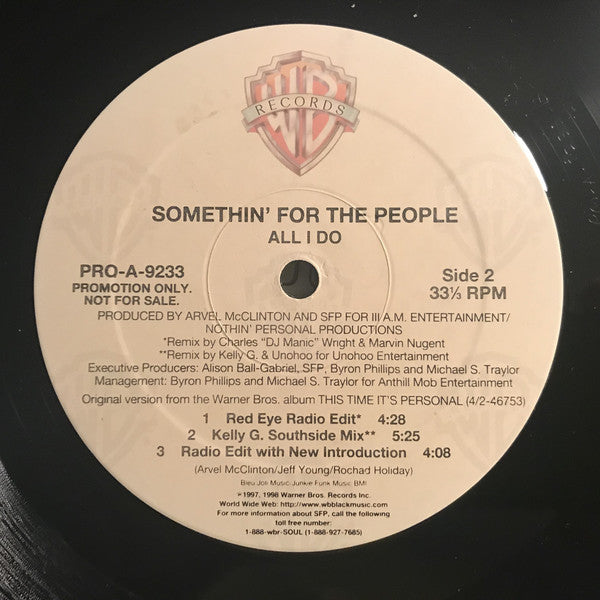 WB
RECORDS
SOMETHIN' FOR THE PEOPLE
ALL I DO
PRO-A-9233
PROMOTION ONLY.
NOT FOR SALE.
Side 2
33⅓ RPM
PRODUCED BY ARVEL McCLINTON AND SFP FOR III A.M. ENTERTAINMENT/
NOTHIN' PERSONAL PRODUCTIONS
*Remix by Charles "DJ Manic" Wright & Marvin Nugent
**Remix by Kelly G. & Unohoo for Unohoo Entertainment
Executive Producers: Alison Ball-Gabriel, SFP, Byron Phillips and Michael S. Traylor
Management: Byron Phillips and Michael S. Traylor for Anthill Mob Entertainment
Original version from the Warner Bros. album THIS TIME IT'S PERSONAL (4/2-46753)
1 Red Eye Radio Edit* 4:28
2 Kelly G. Southside Mix** 5:25
3 Radio Edit with New Introduction 4:08
(Arvel McClinton/Jeff Young/Rochad Holiday)
Bleu Joli Music/Junkie Funk Music BMI
℗1997, 1998 Warner Bros. Records Inc.
World Wide Web: http://www.wbblackmusic.com
For more information about SFP, call the following
toll free number:
1-888-wbr-SOUL (1-888-927-7685)